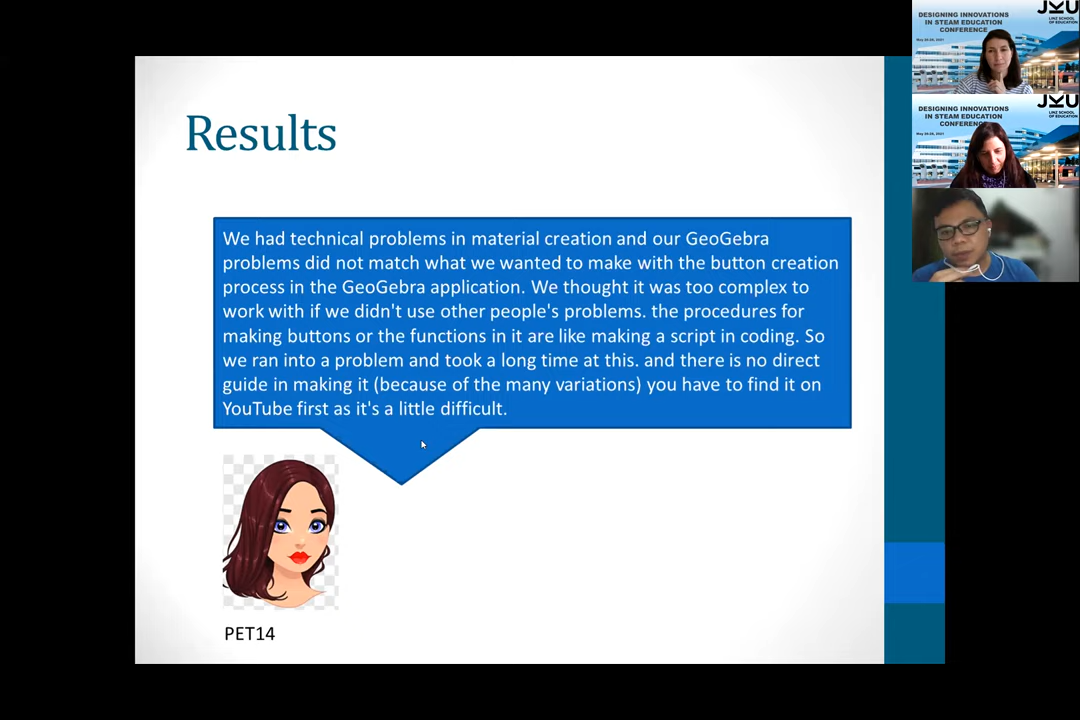 Results
We had technical problems in material creation and our GeoGebra
problems did not match what we wanted to make with the button creation
process in the GeoGebra application. We thought it was too complex to
work with if we didn't use other people's problems. the procedures for
making buttons or the functions in it are like making a script in coding. So
we ran into a problem and took a long time at this. and there is no direct
guide in making it (because of the many variations) you have to find it on
YouTube first as it's a little difficult.
PET14
DESIGNING INNOVATIONS
IN STEAM EDUCATION
CONFERENCE
JKU
LINZ SCHOOL
OF EDUCATION
DESIGNING INNOVATIONS
IN STEAM EDUCATION
CONFERENCE
JKU
LINZ SCHOOL
OF EDUCATION